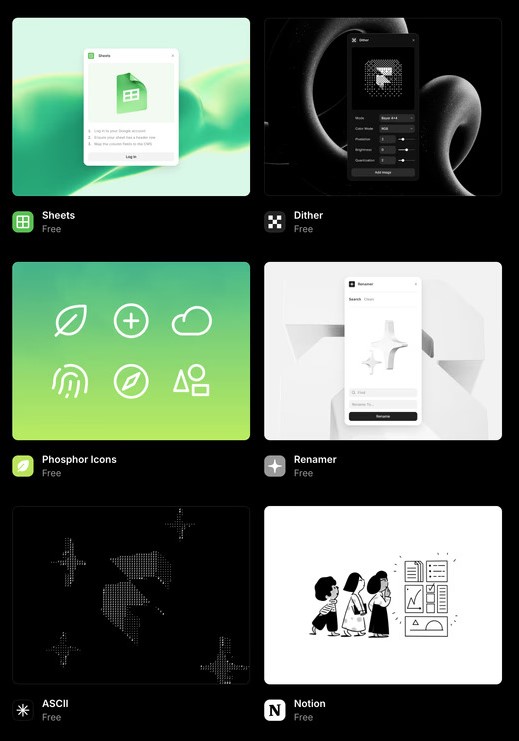 Sheets
1. Log in to your Google account
2. Ensure your sheet has a header row
3. Map the column fields to the CMS
Log In
Sheets
Free
Dither
Mode
Bayer 4×4
Color Mode
RGB
Pixelation
Brightness
0
Quantization
Add Image
Dither
Free
Phosphor Icons
Free
Renamer
Search Clean
Find
Rename To…
Rename
Renamer
Free
ASCII
Free
N
Notion
Free